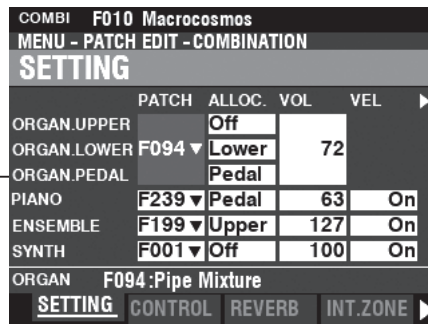 COMBI F010 Macrocosmos
MENU - PATCH EDIT - COMBINATION
SETTING
PATCH ALLOC. VOL VEL ▶
ORGAN.UPPER Off
ORGAN.LOWER F094 ▼ Lower 72
ORGAN.PEDAL Pedal
PIANO F239 ▼ Pedal 63 On
ENSEMBLE F199 ▼ Upper 127 On
SYNTH F001 ▼ Off 100 On
ORGAN F094:Pipe Mixture
SETTING CONTROL REVERB INT.ZONE ▶